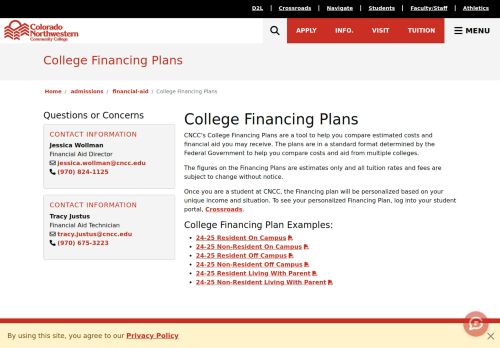 D2L | Crossroads | Navigate | Students | Faculty/Staff | Athletics
Colorado
Northwestern
Community College
APPLY INFO. VISIT TUITION MENU
College Financing Plans
Home / admissions / financial-aid / College Financing Plans
Questions or Concerns
CONTACT INFORMATION
Jessica Wollman
Financial Aid Director
jessica.wollman@cncc.edu
(970) 824-1125
CONTACT INFORMATION
Tracy Justus
Financial Aid Technician
tracy.justus@cncc.edu
(970) 675-3223
College Financing Plans
CNCC's College Financing Plans are a tool to help you compare estimated costs and
financial aid you may receive. The plans are in a standard format determined by the
Federal Government to help you compare costs and aid from multiple colleges.
The figures on the Financing Plans are estimates only and all tuition rates and fees are
subject to change without notice.
Once you are a student at CNCC, the Financing plan will be personalized based on your
unique income and situation. To see your personalized Financing Plan, log into your student
portal, Crossroads.
College Financing Plan Examples:
24-25 Resident On Campus
24-25 Non-Resident On Campus
24-25 Resident Off Campus
24-25 Non-Resident Off Campus
24-25 Resident Living With Parent
24-25 Non-Resident Living With Parent
By using this site, you agree to our Privacy Policy
×